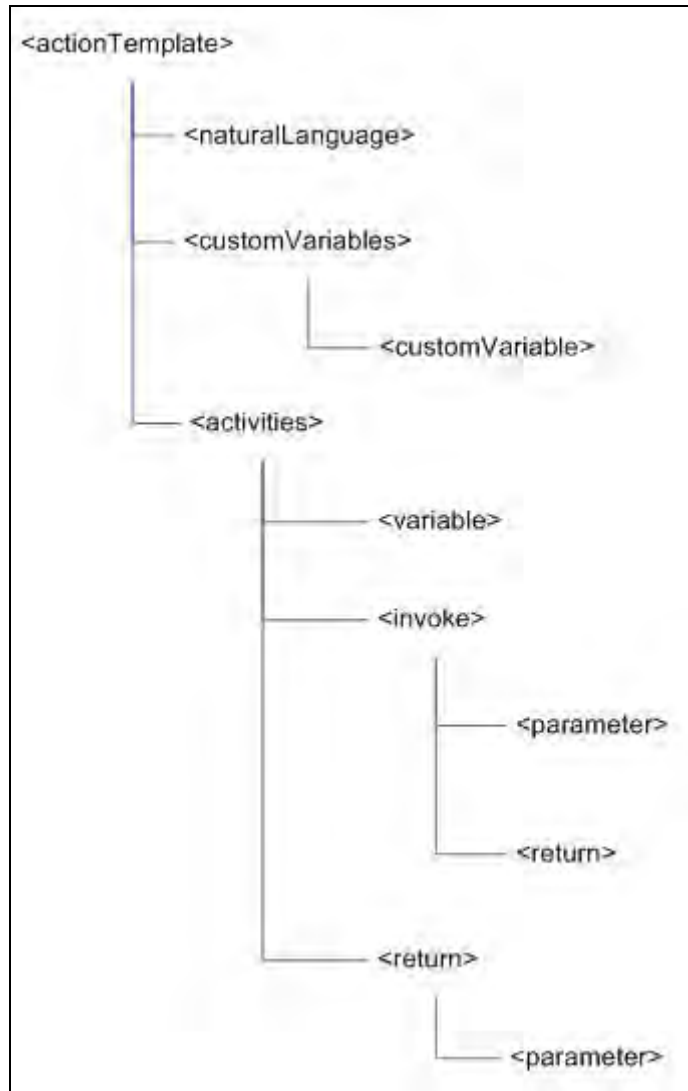 <actionTemplate>
<naturalLanguage>
<customVariables>
<customVariable>
<activities>
<variable>
<invoke>
<parameter>
<return>
<return>
<parameter>